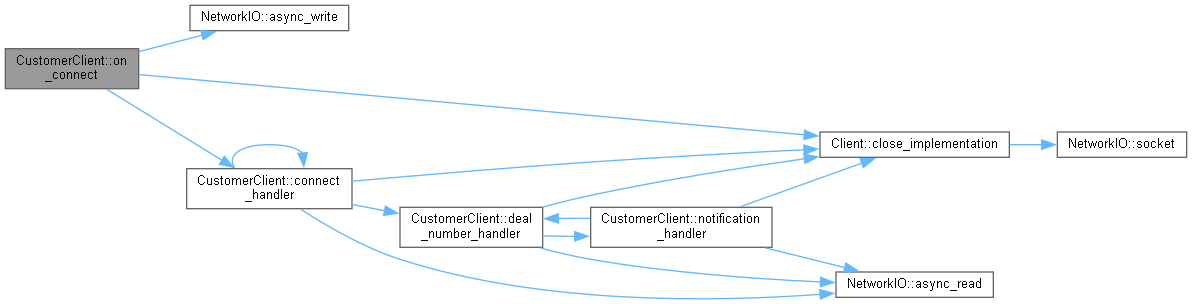 NetworkIO::async_write
CustomerClient::on
_connect
Client::close_implementation
NetworkIO::socket
CustomerClient::connect
_handler
CustomerClient::deal
_number_handler
CustomerClient::notification
_handler
NetworkIO::async_read